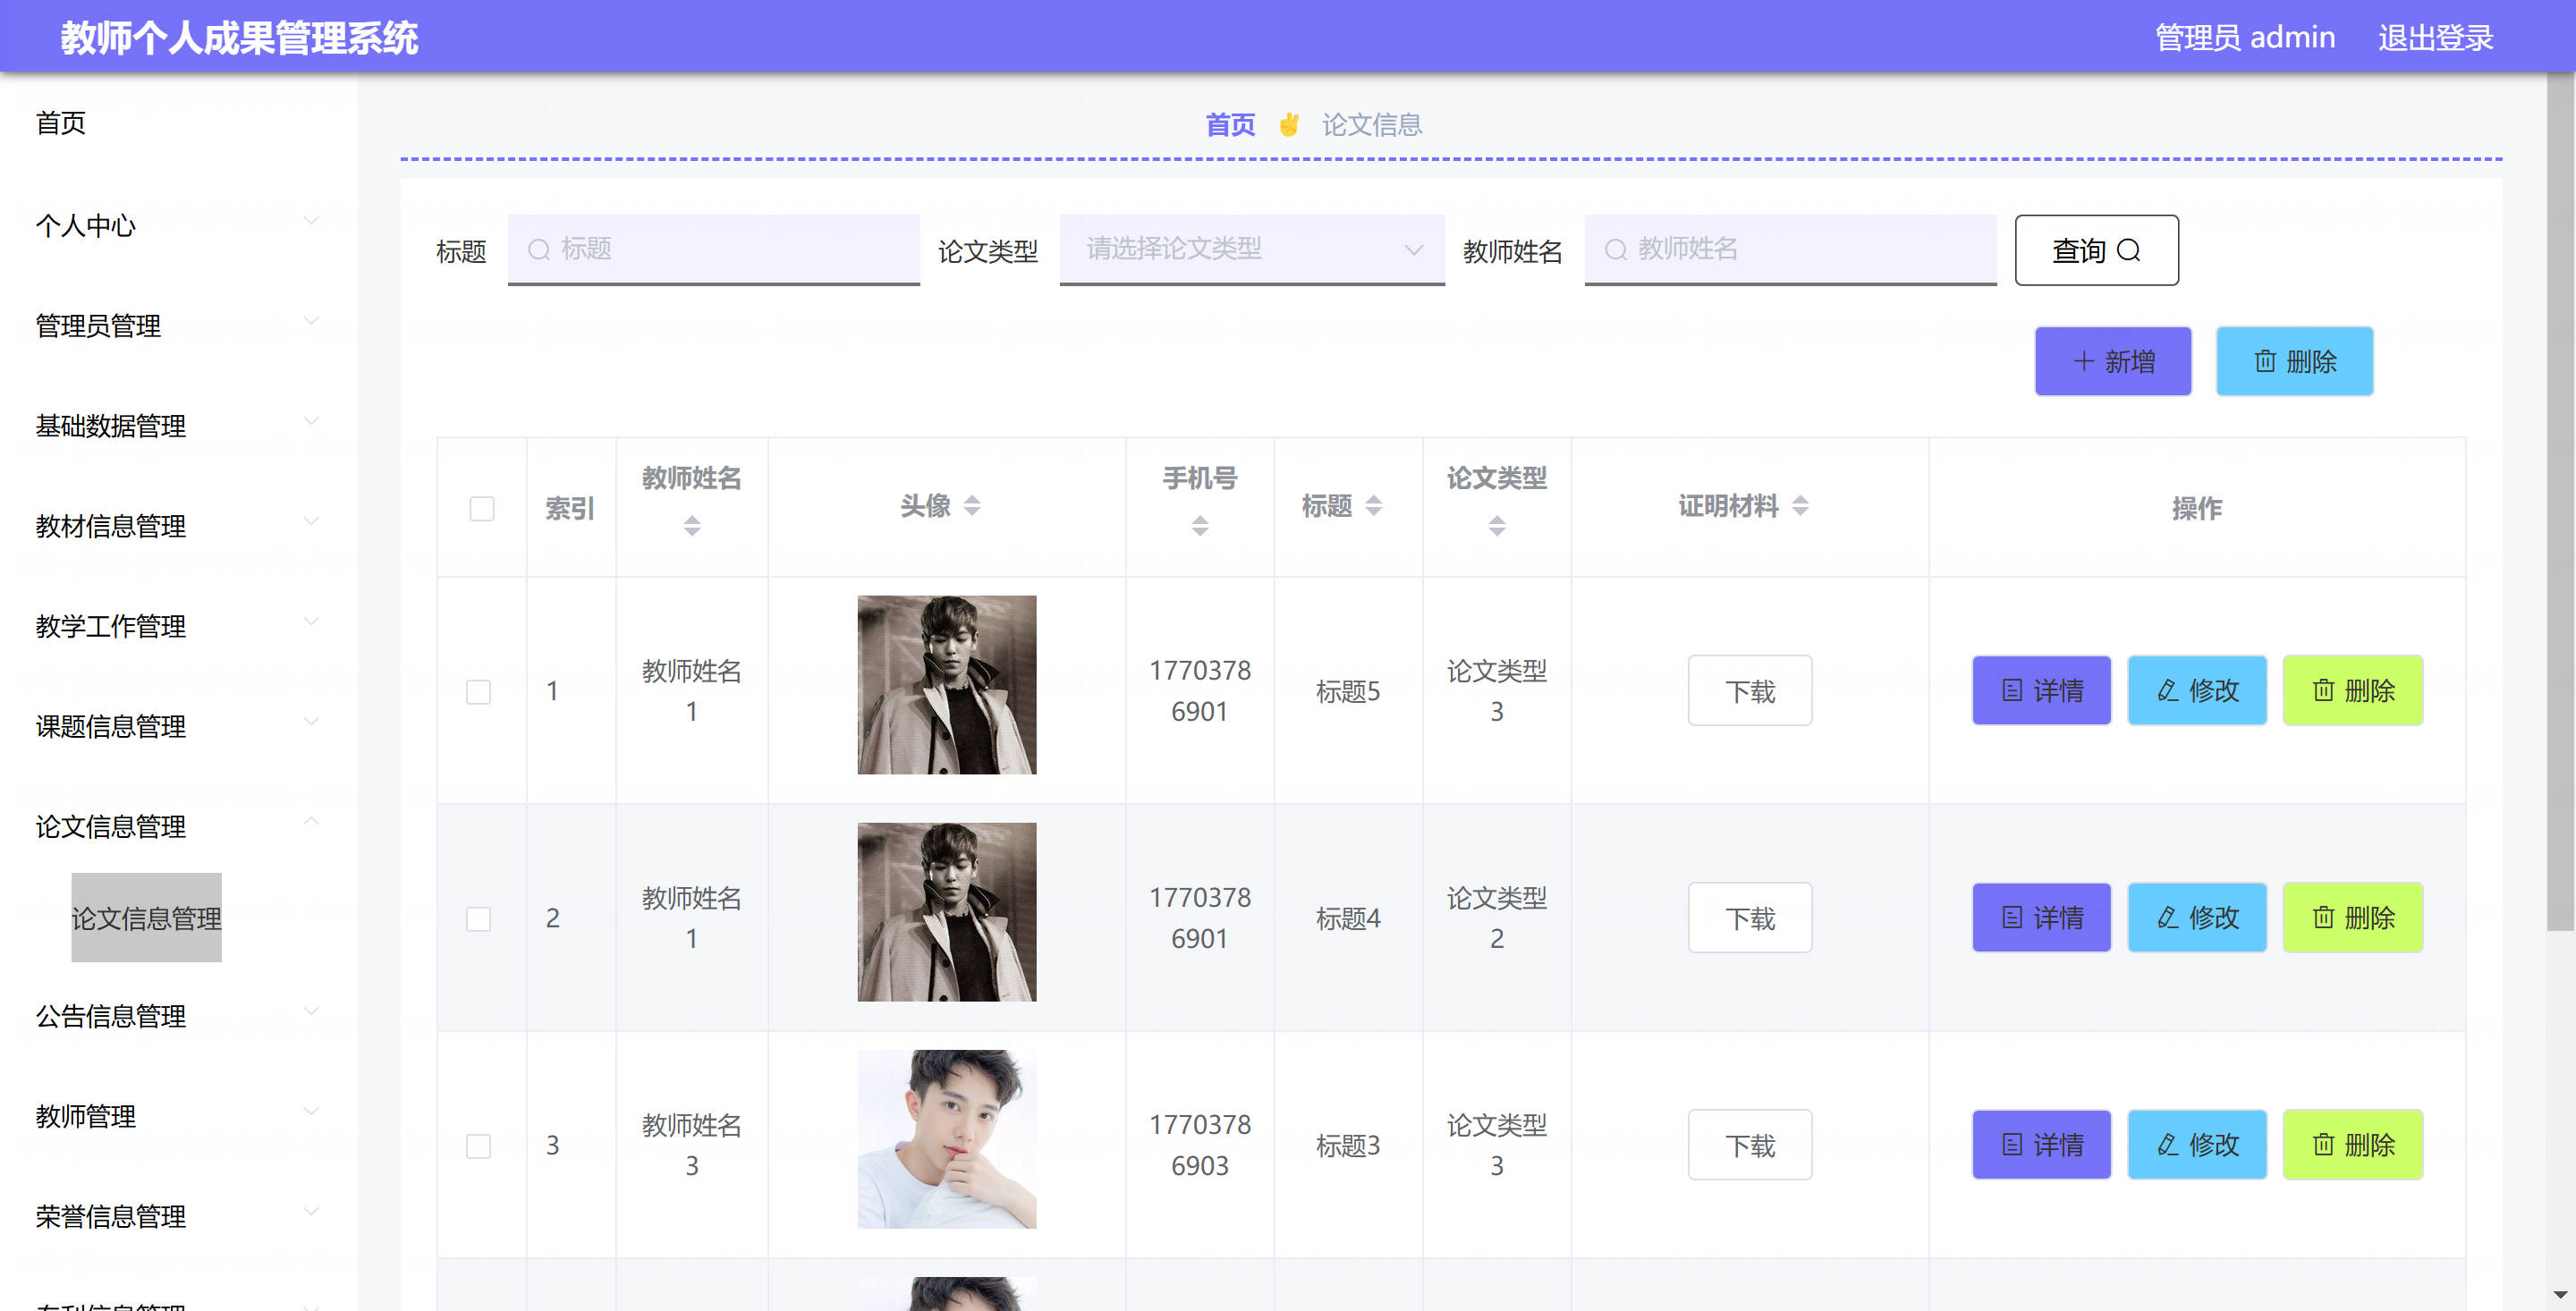 教师个人成果管理系统
管理员 admin
退出登录
首页
个人中心
管理员管理
基础数据管理
教材信息管理
教学工作管理
课题信息管理
论文信息管理
论文信息管理
公告信息管理
教师管理
荣誉信息管理
首页 ✌ 论文信息
标题 标题 论文类型 请选择论文类型 教师姓名 教师姓名 查询
新增 删除
索引 教师姓名 头像 手机号 标题 论文类型 证明材料 操作
1 教师姓名1 17703786901 标题5 论文类型3 下载 详情 修改 删除
2 教师姓名1 17703786901 标题4 论文类型2 下载 详情 修改 删除
3 教师姓名3 17703786903 标题3 论文类型3 下载 详情 修改 删除